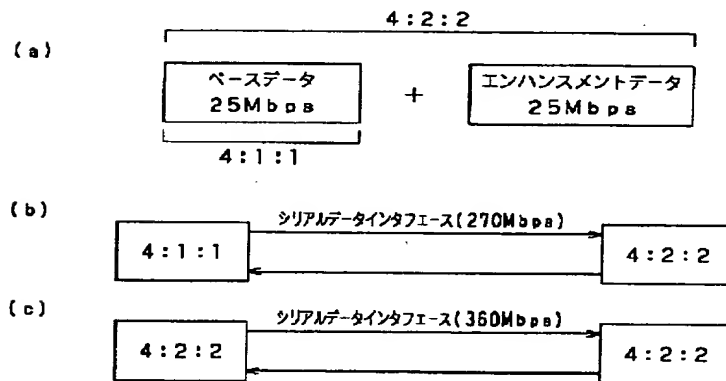 4:2:2
(a)
ベースデータ
25Mbps
+
エンハンスメントデータ
25Mbps
4:1:1
(b)
シリアルデータインタフェース(270Mbps)
4:1:1
4:2:2
(c)
シリアルデータインタフェース(360Mbps)
4:2:2
4:2:2